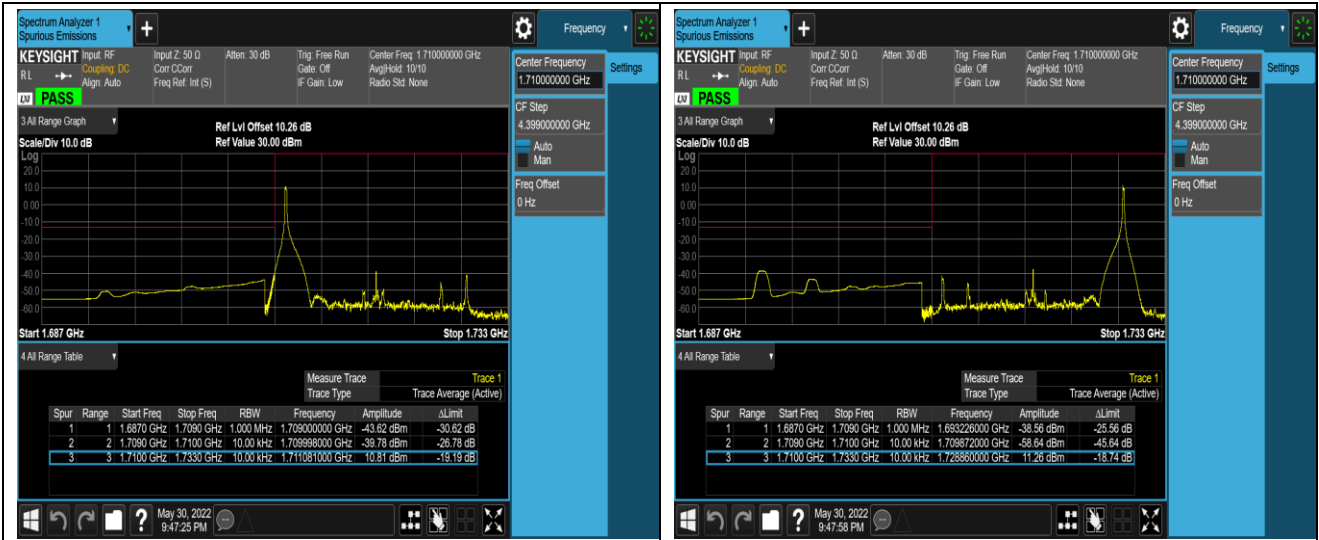 Spectrum Analyzer 1
Spurious Emissions
+
Frequency
KEYSIGHT Input: RF Input Z: 50 Ω Atten: 30 dB Trig: Free Run Center Freq: 1.710000000 GHz
Coupling: DC Corr CCorr Gate: Off Avg|Hold: 10/10
RL Align: Auto Freq Ref: Int (S) IF Gain: Low Radio Std: None
LXI PASS
Center Frequency
1.710000000 GHz
Settings
CF Step
4.399000000 GHz
Auto
Man
Freq Offset
0 Hz
3 All Range Graph
Ref Lvl Offset 10.26 dB
Scale/Div 10.0 dB Ref Value 30.00 dBm
Log
20.0
10.0
0.00
-10.0
-20.0
-30.0
-40.0
-50.0
-60.0
Start 1.687 GHz Stop 1.733 GHz
4 All Range Table
Measure Trace Trace 1
Trace Type Trace Average (Active)
Spur Range Start Freq Stop Freq RBW Frequency Amplitude ΔLimit
1 1 1.6870 GHz 1.7090 GHz 1.000 MHz 1.709000000 GHz -43.62 dBm -30.62 dB
2 2 1.7090 GHz 1.7100 GHz 10.00 kHz 1.709998000 GHz -39.78 dBm -26.78 dB
3 3 1.7100 GHz 1.7330 GHz 10.00 kHz 1.711081000 GHz 10.81 dBm -19.19 dB
?
May 30, 2022
9:47:25 PM
Spectrum Analyzer 1
Spurious Emissions
+
Frequency
KEYSIGHT Input: RF Input Z: 50 Ω Atten: 30 dB Trig: Free Run Center Freq: 1.710000000 GHz
Coupling: DC Corr CCorr Gate: Off Avg|Hold: 10/10
RL Align: Auto Freq Ref: Int (S) IF Gain: Low Radio Std: None
LXI PASS
Center Frequency
1.710000000 GHz
Settings
CF Step
4.399000000 GHz
Auto
Man
Freq Offset
0 Hz
3 All Range Graph
Ref Lvl Offset 10.26 dB
Scale/Div 10.0 dB Ref Value 30.00 dBm
Log
20.0
10.0
0.00
-10.0
-20.0
-30.0
-40.0
-50.0
-60.0
Start 1.687 GHz Stop 1.733 GHz
4 All Range Table
Measure Trace Trace 1
Trace Type Trace Average (Active)
Spur Range Start Freq Stop Freq RBW Frequency Amplitude ΔLimit
1 1 1.6870 GHz 1.7090 GHz 1.000 MHz 1.693226000 GHz -38.56 dBm -25.56 dB
2 2 1.7090 GHz 1.7100 GHz 10.00 kHz 1.709872000 GHz -58.64 dBm -45.64 dB
3 3 1.7100 GHz 1.7330 GHz 10.00 kHz 1.728860000 GHz 11.26 dBm -18.74 dB
?
May 30, 2022
9:47:58 PM